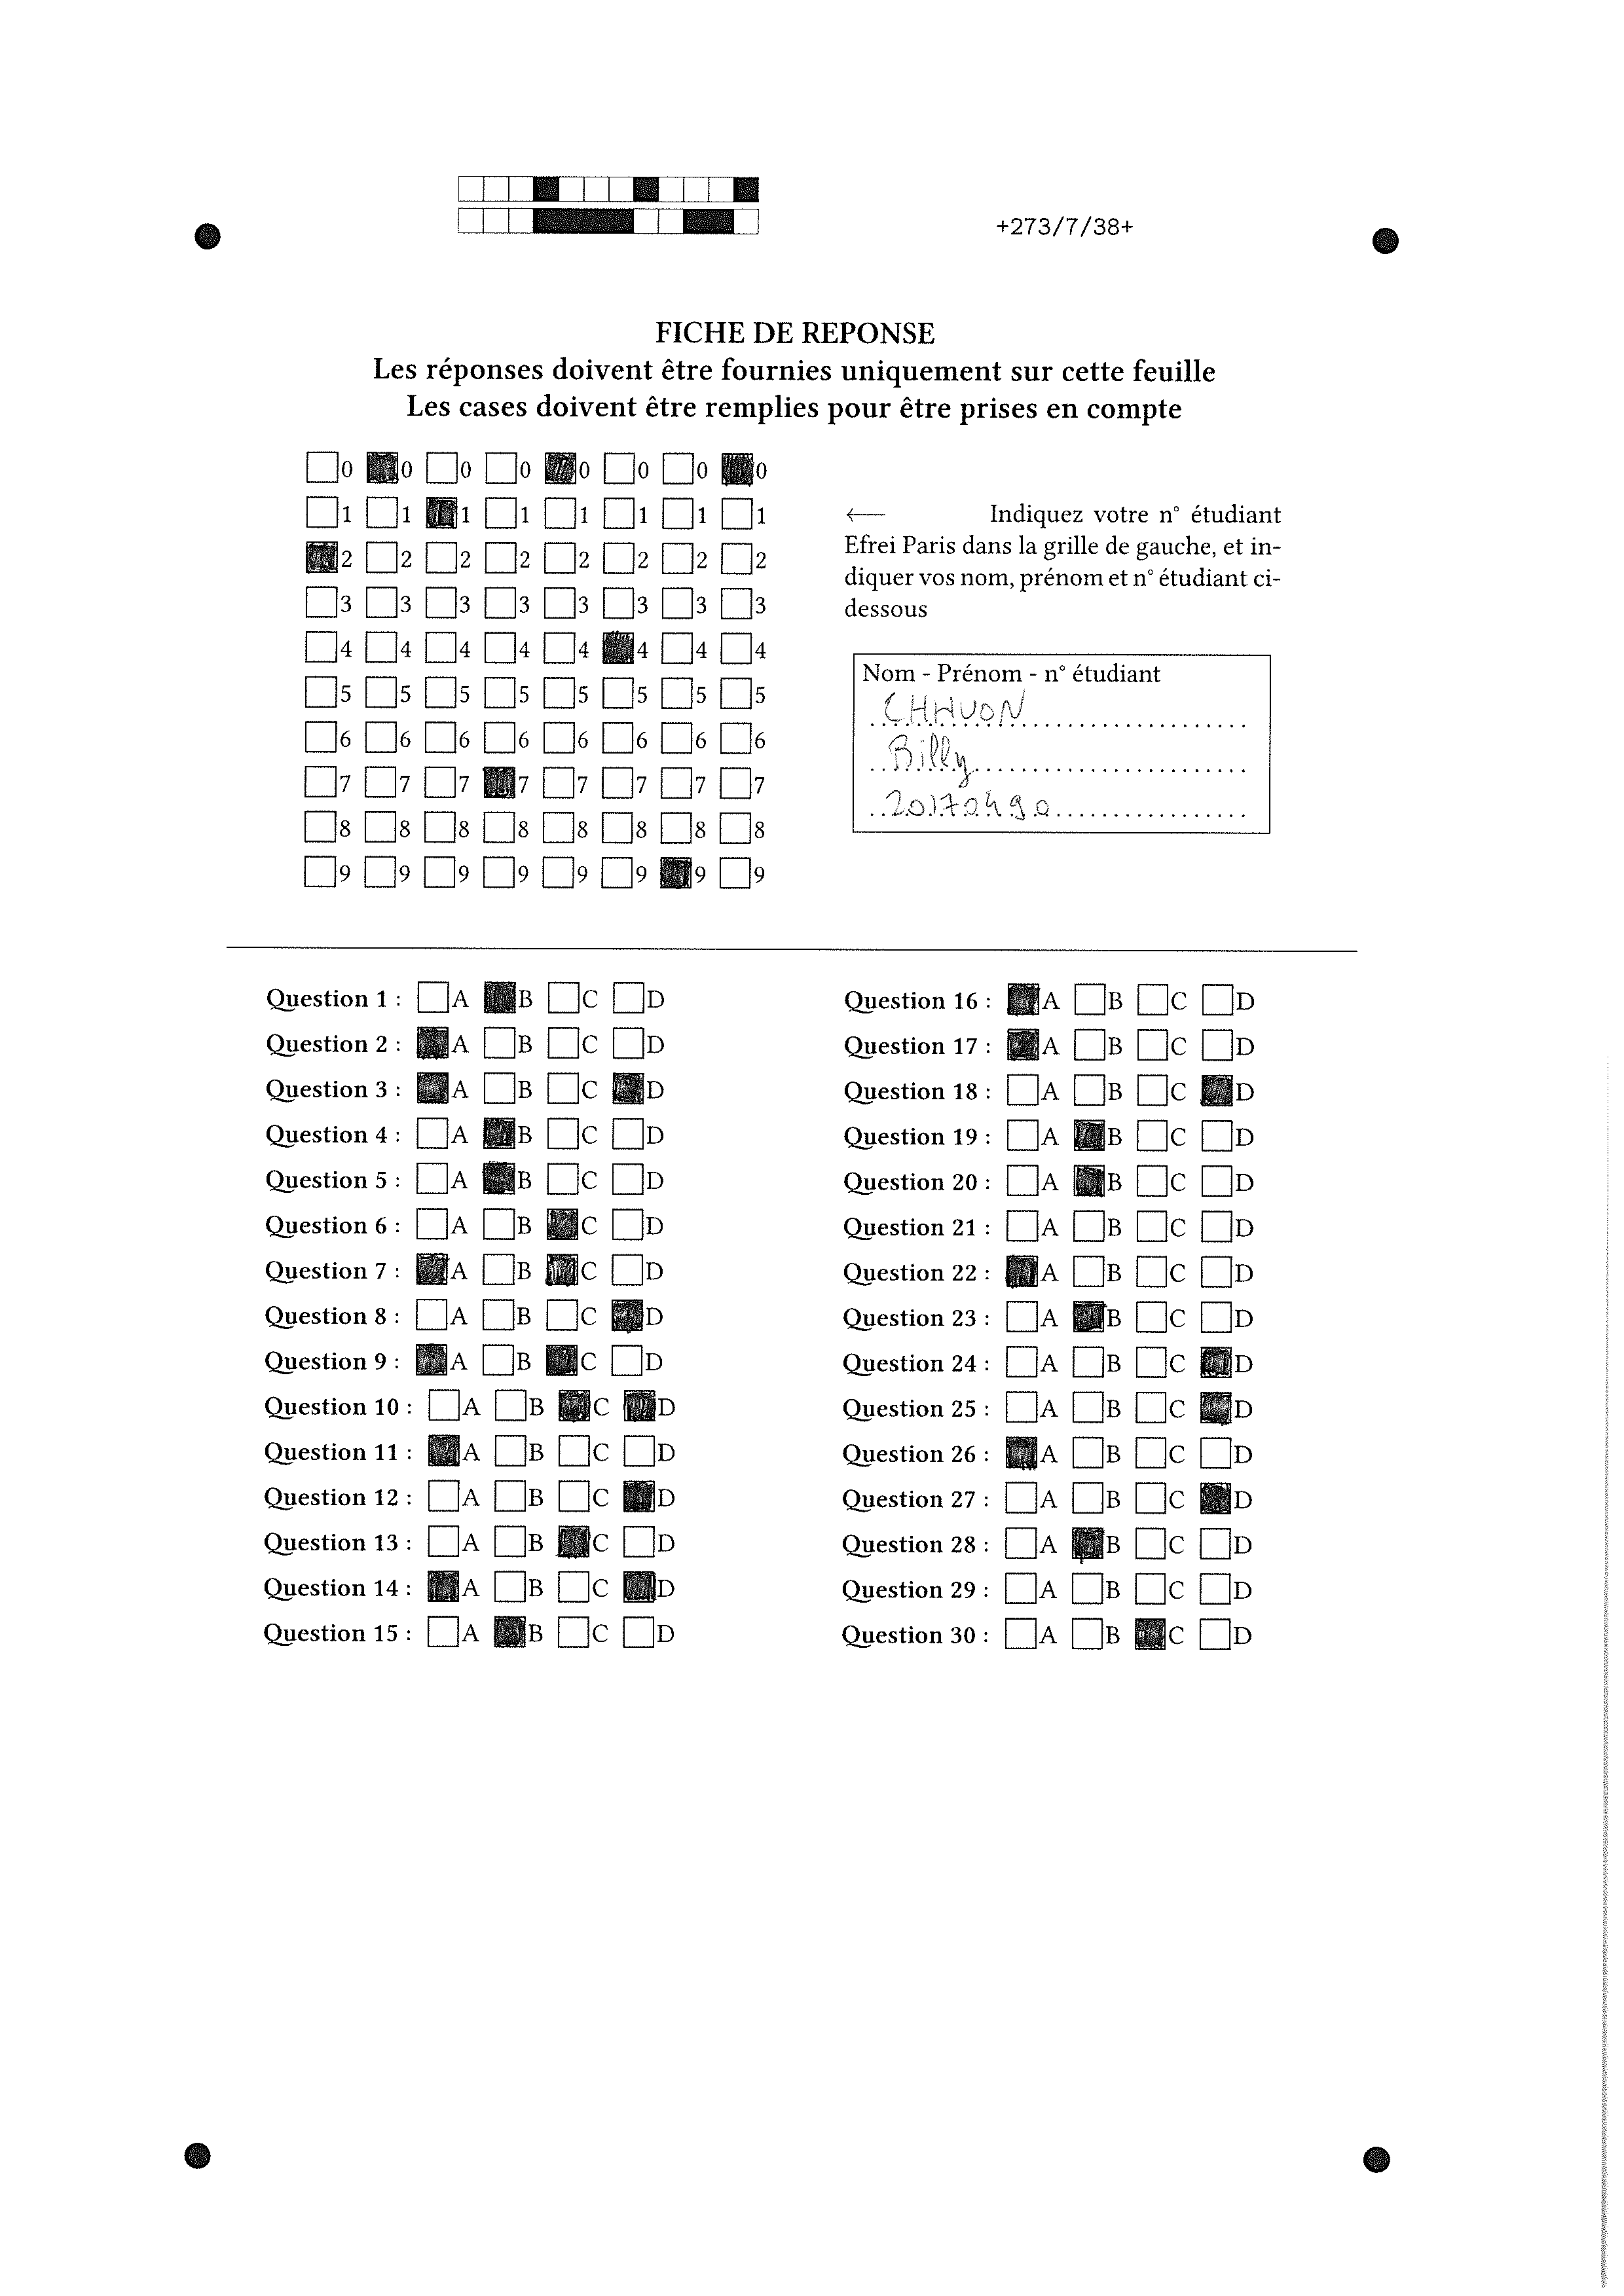 +273/7/38+
FICHE DE REPONSE
Les réponses doivent être fournies uniquement sur cette feuille
Les cases doivent être remplies pour être prises en compte
0 0 0 0 0 0 0 0
1 1 1 1 1 1 1 1
2 2 2 2 2 2 2 2
3 3 3 3 3 3 3 3
4 4 4 4 4 4 4 4
5 5 5 5 5 5 5 5
6 6 6 6 6 6 6 6
7 7 7 7 7 7 7 7
8 8 8 8 8 8 8 8
9 9 9 9 9 9 9 9
← Indiquez votre n° étudiant
Efrei Paris dans la grille de gauche, et in-
diquer vos nom, prénom et n° étudiant ci-
dessous
Nom - Prénom - n° étudiant
CHHUON
Billy
20170490
Question 1 : A B C D
Question 2 : A B C D
Question 3 : A B C D
Question 4 : A B C D
Question 5 : A B C D
Question 6 : A B C D
Question 7 : A B C D
Question 8 : A B C D
Question 9 : A B C D
Question 10 : A B C D
Question 11 : A B C D
Question 12 : A B C D
Question 13 : A B C D
Question 14 : A B C D
Question 15 : A B C D
Question 16 : A B C D
Question 17 : A B C D
Question 18 : A B C D
Question 19 : A B C D
Question 20 : A B C D
Question 21 : A B C D
Question 22 : A B C D
Question 23 : A B C D
Question 24 : A B C D
Question 25 : A B C D
Question 26 : A B C D
Question 27 : A B C D
Question 28 : A B C D
Question 29 : A B C D
Question 30 : A B C D